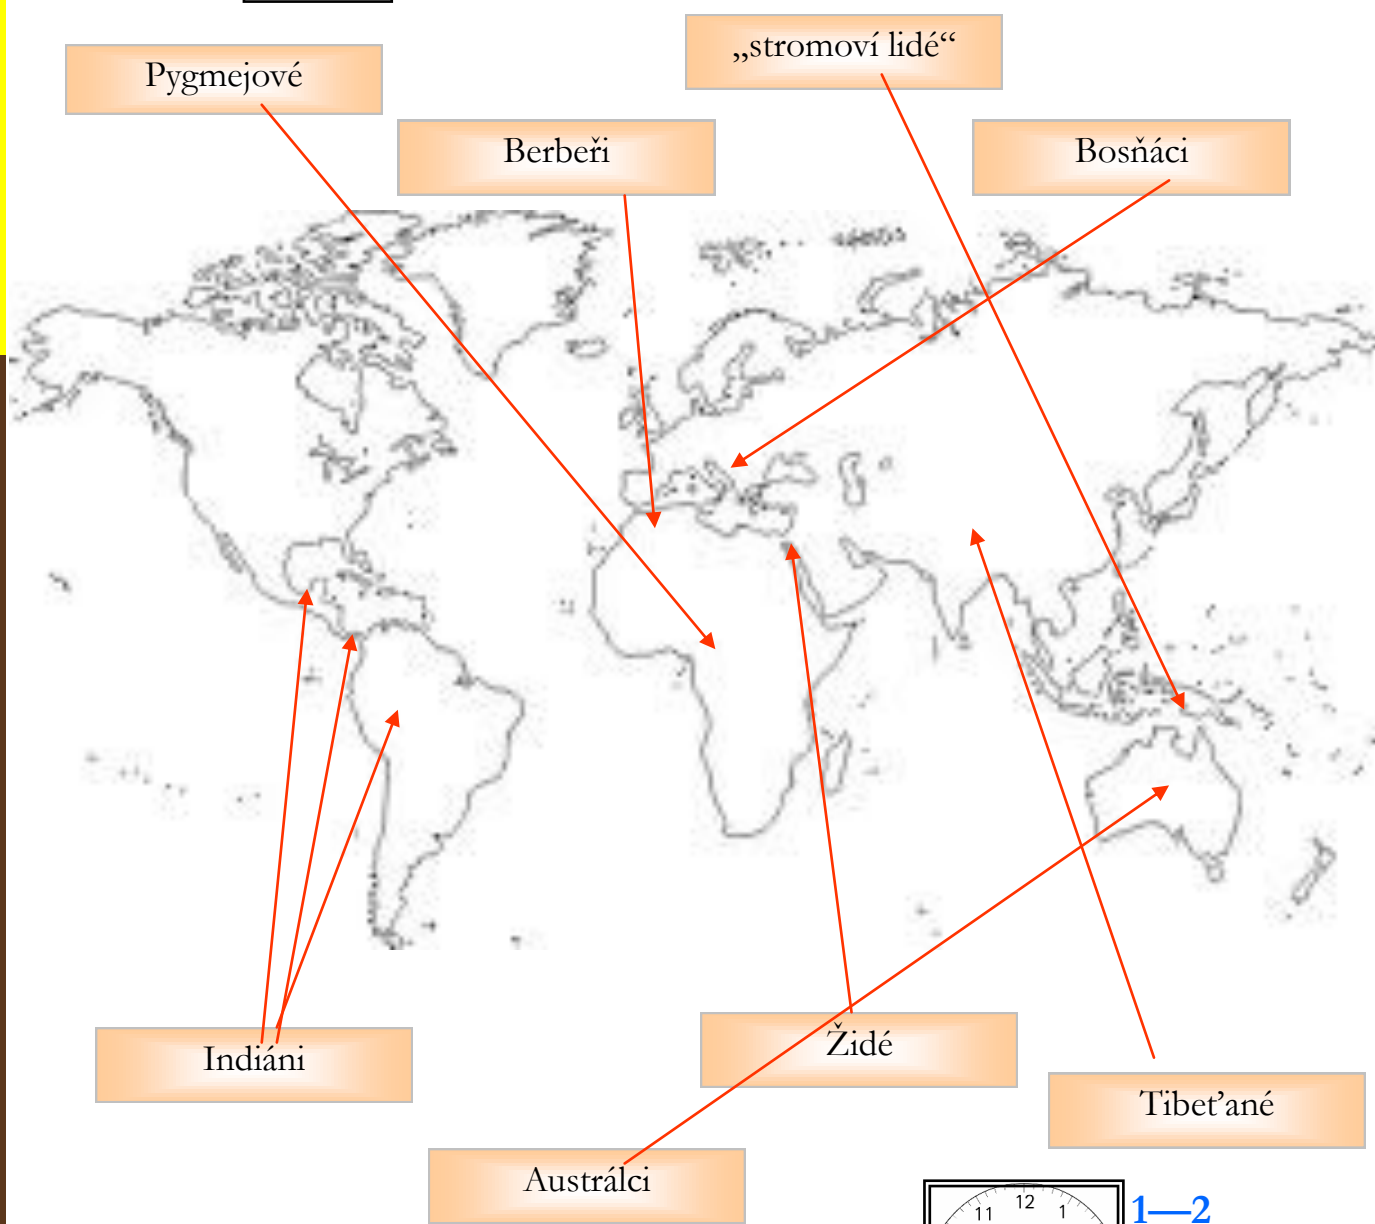 „stromoví lidé“
Pygmejové
Berbeři
Bosňáci
Indiáni
Židé
Tibeťané
Austrálci
1—2
12
11
1